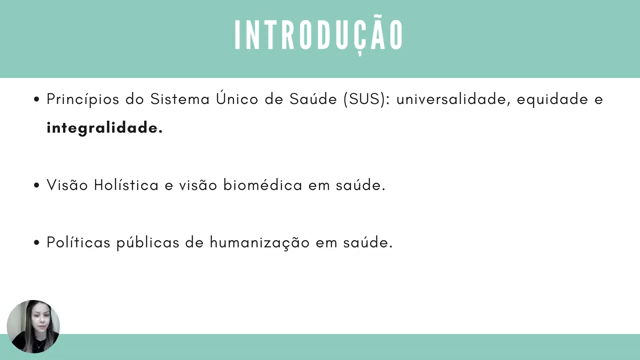 INTRODUÇÃO
• Princípios do Sistema Único de Saúde (SUS): universalidade, equidade e
integralidade.
• Visão Holística e visão biomédica em saúde.
• Políticas públicas de humanização em saúde.